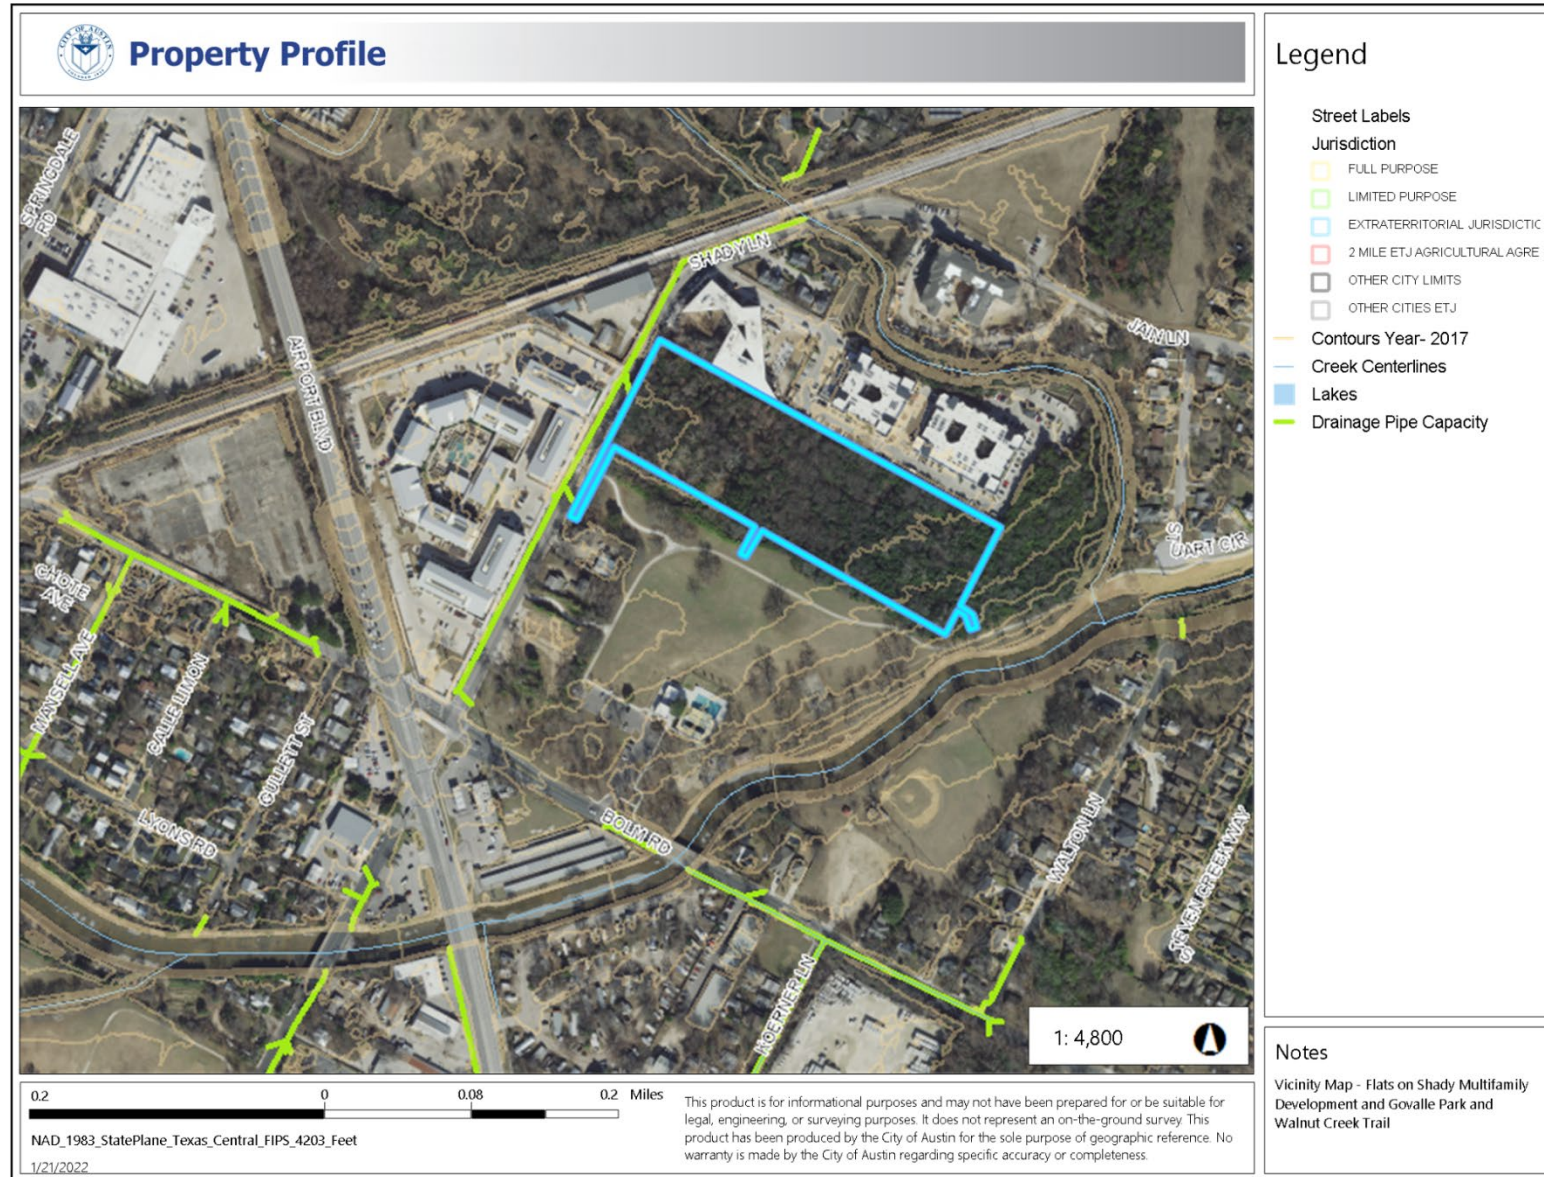 CITY OF AUSTIN
Property Profile
SPRINGDALE
RD
AIRPORT BLVD
SHADY LN
JAIN LN
ST
UART CIR
CHOTE
AVE
MANSELL AVE
CALLE LIMON
GULLETT ST
LYONS RD
BOLM RD
WALTON LN
STEVEN CREEK WAY
KOERNER LN
1: 4,800
Legend
Street Labels
Jurisdiction
FULL PURPOSE
LIMITED PURPOSE
EXTRATERRITORIAL JURISDICTIC
2 MILE ETJ AGRICULTURAL AGRE
OTHER CITY LIMITS
OTHER CITIES ETJ
Contours Year- 2017
Creek Centerlines
Lakes
Drainage Pipe Capacity
Notes
Vicinity Map - Flats on Shady Multifamily
Development and Govalle Park and
Walnut Creek Trail
0.2 0 0.08 0.2 Miles
NAD_1983_StatePlane_Texas_Central_FIPS_4203_Feet
1/21/2022
This product is for informational purposes and may not have been prepared for or be suitable for
legal, engineering, or surveying purposes. It does not represent an on-the-ground survey. This
product has been produced by the City of Austin for the sole purpose of geographic reference. No
warranty is made by the City of Austin regarding specific accuracy or completeness.